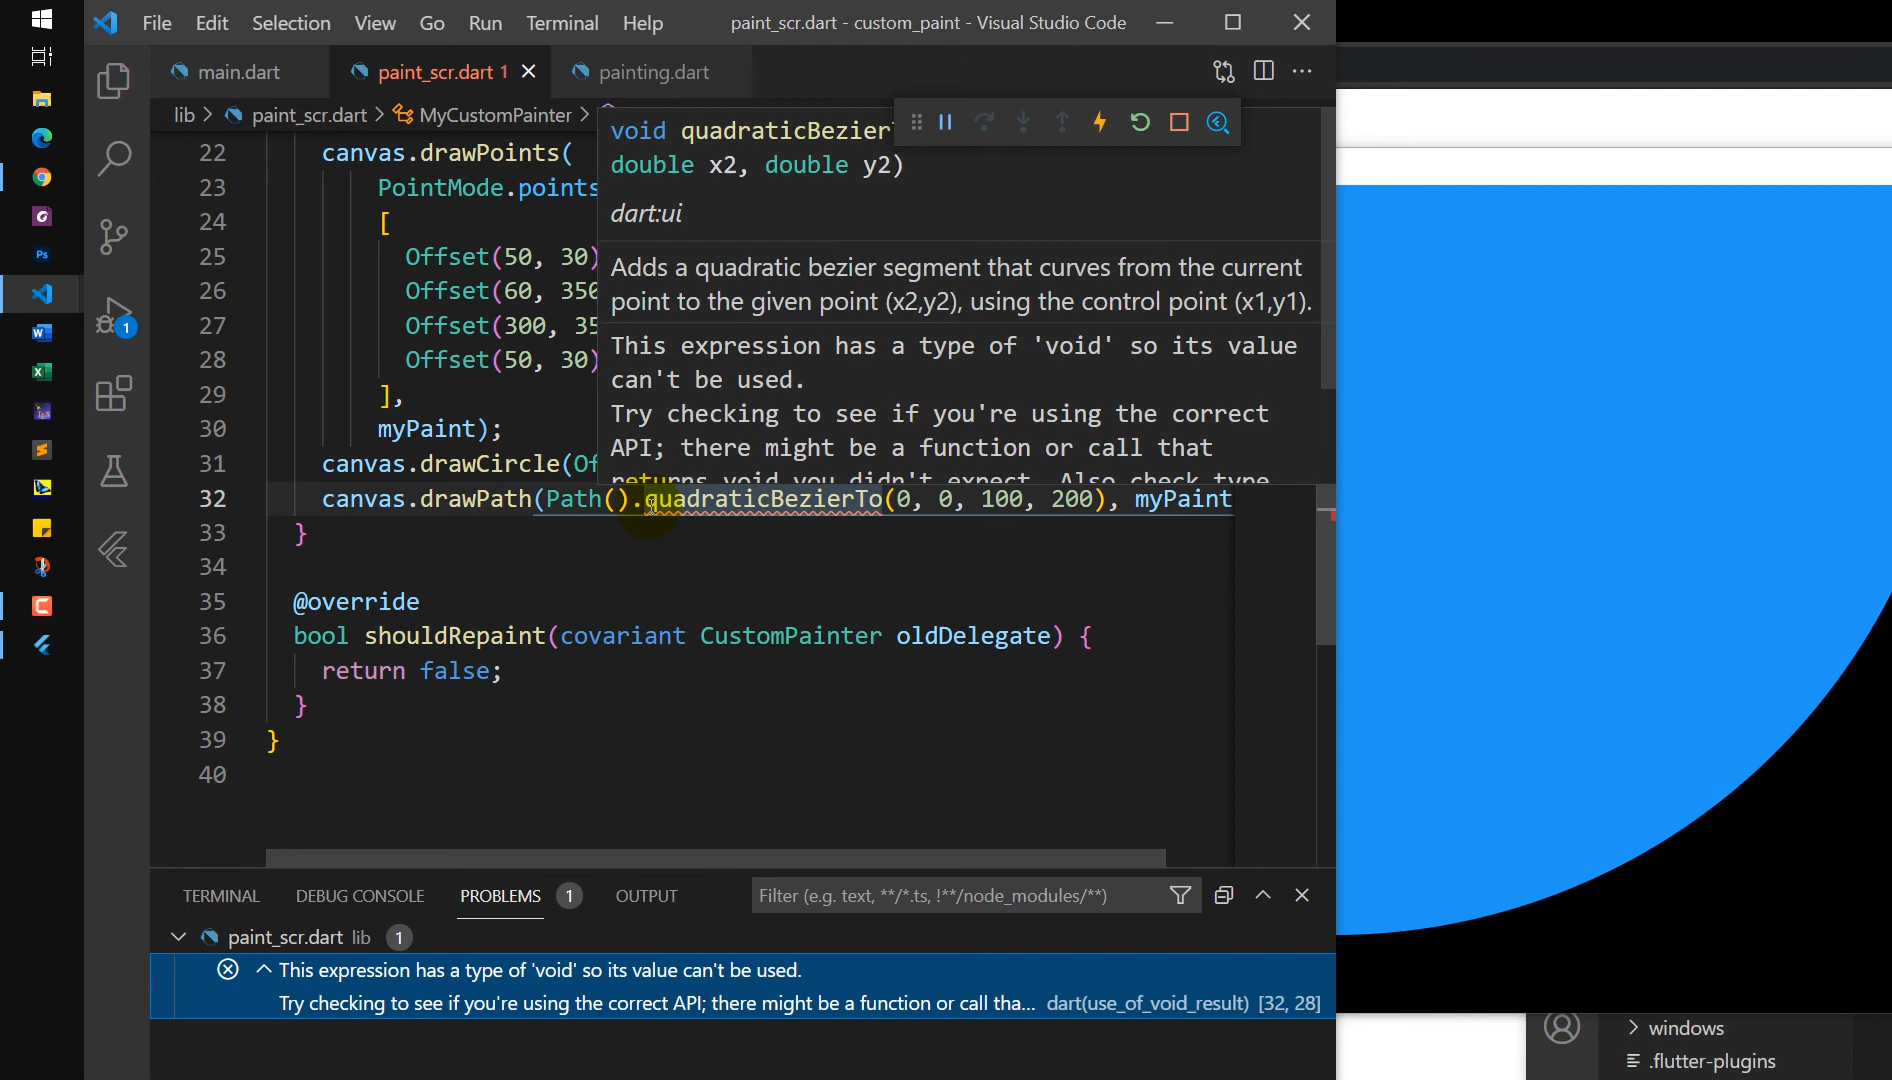 File Edit Selection View Go Run Terminal Help paint_scr.dart - custom_paint - Visual Studio Code
main.dart paint_scr.dart 1 painting.dart
lib > paint_scr.dart > MyCustomPainter >
void quadraticBezier
double x2, double y2)
dart:ui
Adds a quadratic bezier segment that curves from the current
point to the given point (x2,y2), using the control point (x1,y1).
This expression has a type of 'void' so its value
can't be used.
Try checking to see if you're using the correct
API; there might be a function or call that
returns void you didn't expect. Also check type
22 canvas.drawPoints(
23 PointMode.points
24 [
25 Offset(50, 30)
26 Offset(60, 350
27 Offset(300, 35
28 Offset(50, 30)
29 ],
30 myPaint);
31 canvas.drawCircle(Of
32 canvas.drawPath(Path().quadraticBezierTo(0, 0, 100, 200), myPaint
33 }
34
35 @override
36 bool shouldRepaint(covariant CustomPainter oldDelegate) {
37 return false;
38 }
39 }
40
TERMINAL DEBUG CONSOLE PROBLEMS 1 OUTPUT Filter (e.g. text, **/*.ts, !**/node_modules/**)
paint_scr.dart lib 1
This expression has a type of 'void' so its value can't be used.
Try checking to see if you're using the correct API; there might be a function or call tha... dart(use_of_void_result) [32, 28]
1
Ps
windows
.flutter-plugins